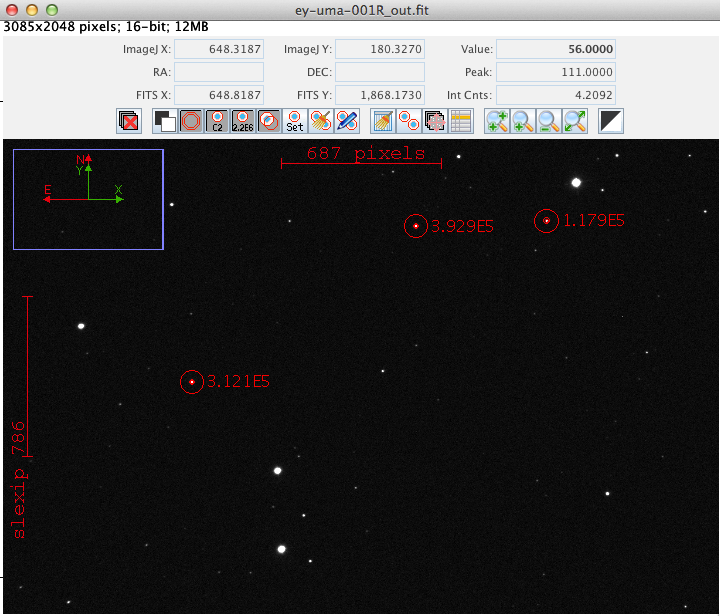 ey-uma-001R_out.fit
3085x2048 pixels; 16-bit; 12MB
ImageJ X: 648.3187 ImageJ Y: 180.3270 Value: 56.0000
RA: DEC: Peak: 111.0000
FITS X: 648.8187 FITS Y: 1,868.1730 Int Cnts: 4.2092
C2 2.2E6 Set
687 pixels
N
Y
E X
3.929E5 1.179E5
3.121E5
slexip 786